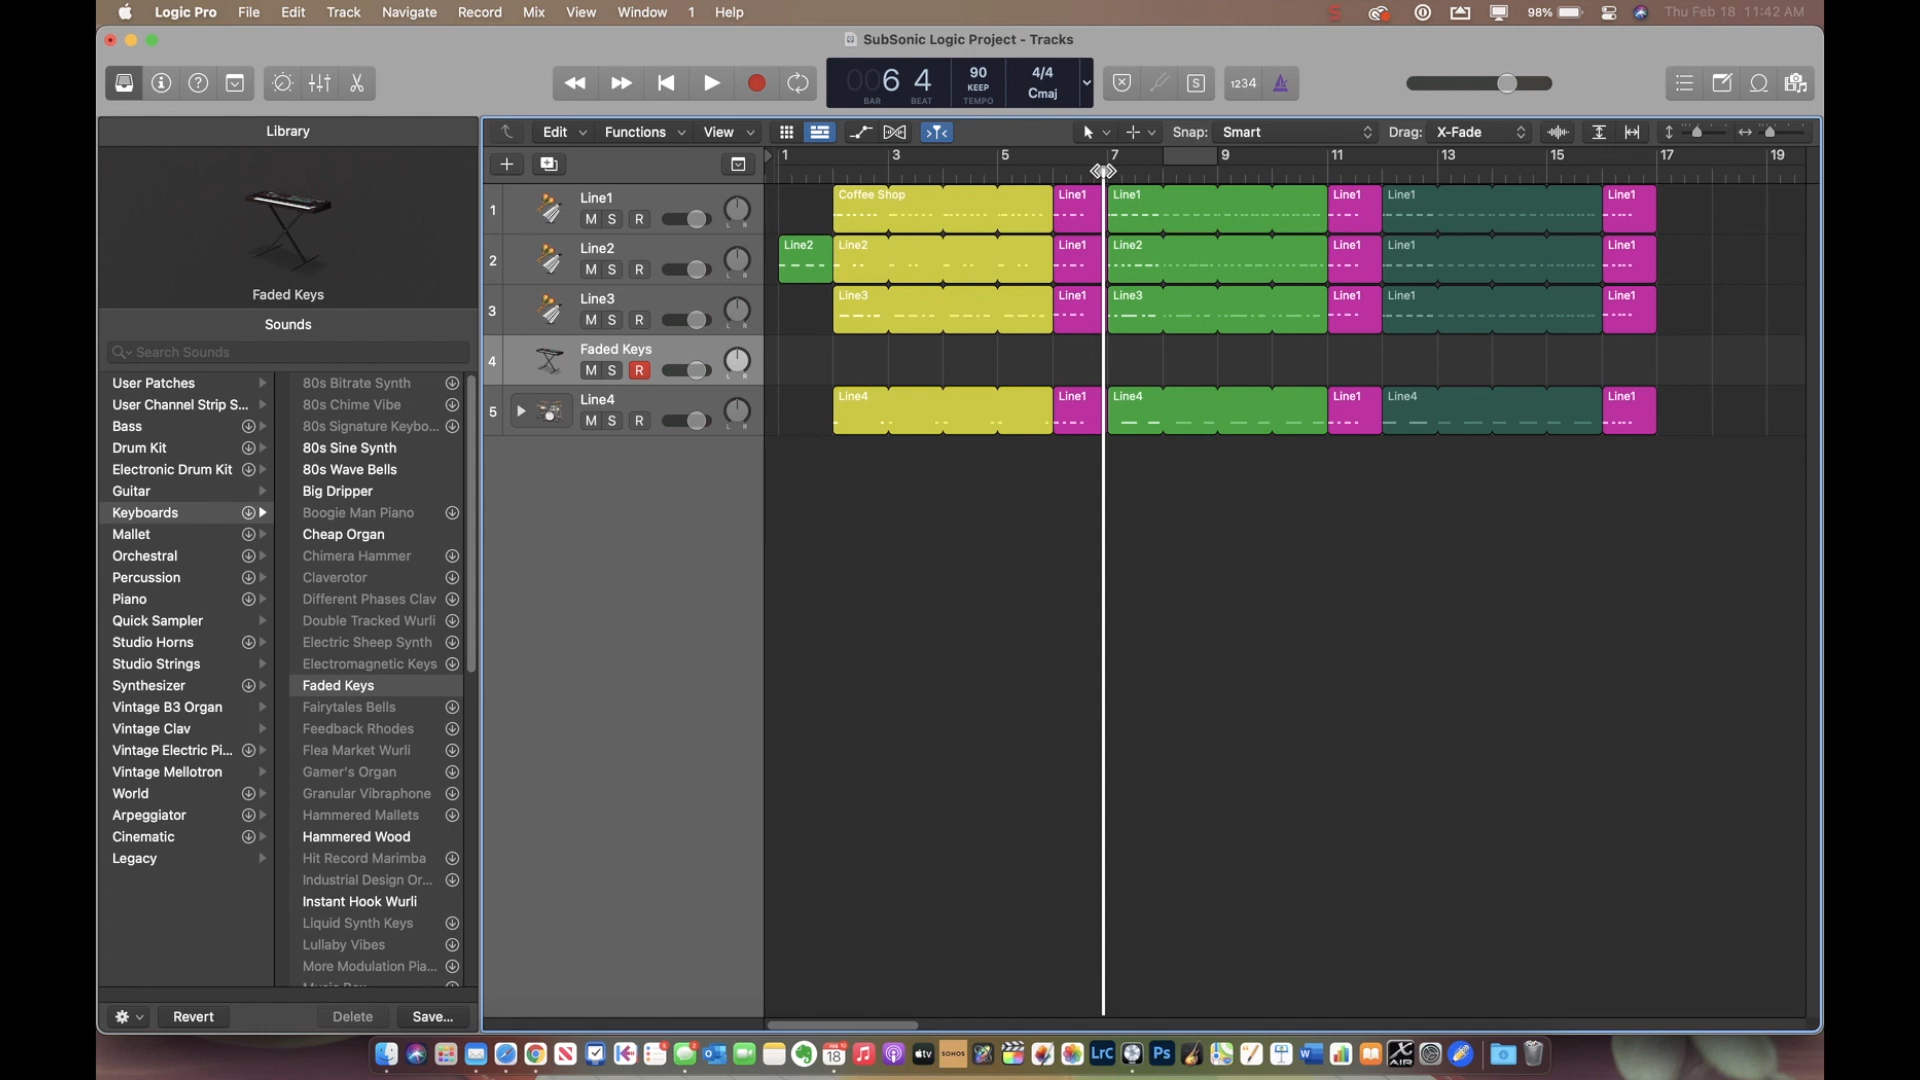 Logic Pro File Edit Track Navigate Record Mix View Window 1 Help 98% Thu Feb 18 11:42 AM
SubSonic Logic Project - Tracks
006 4 90 KEEP TEMPO 4/4 Cmaj 1234
BAR BEAT
Library Edit Functions View Snap: Smart Drag: X-Fade
1 3 5 7 9 11 13 15 17 19
1 Line1 M S R L R Coffee Shop Line1 Line1 Line1 Line1 Line1
2 Line2 M S R L R Line2 Line2 Line1 Line2 Line1 Line1 Line1
3 Line3 M S R L R Line3 Line1 Line3 Line1 Line1 Line1
4 Faded Keys M S R L R
5 Line4 M S R L R Line4 Line1 Line4 Line1 Line4 Line1
Faded Keys
Sounds
Search Sounds
User Patches
User Channel Strip S...
Bass
Drum Kit
Electronic Drum Kit
Guitar
Keyboards
Mallet
Orchestral
Percussion
Piano
Quick Sampler
Studio Horns
Studio Strings
Synthesizer
Vintage B3 Organ
Vintage Clav
Vintage Electric Pi...
Vintage Mellotron
World
Arpeggiator
Cinematic
Legacy
80s Bitrate Synth
80s Chime Vibe
80s Signature Keybo...
80s Sine Synth
80s Wave Bells
Big Dripper
Boogie Man Piano
Cheap Organ
Chimera Hammer
Claverotor
Different Phases Clav
Double Tracked Wurli
Electric Sheep Synth
Electromagnetic Keys
Faded Keys
Fairytales Bells
Feedback Rhodes
Flea Market Wurli
Gamer's Organ
Granular Vibraphone
Hammered Mallets
Hammered Wood
Hit Record Marimba
Industrial Design Or...
Instant Hook Wurli
Liquid Synth Keys
Lullaby Vibes
More Modulation Pia...
Revert Delete Save...
18 tv SONOS LrC Ps X AIR